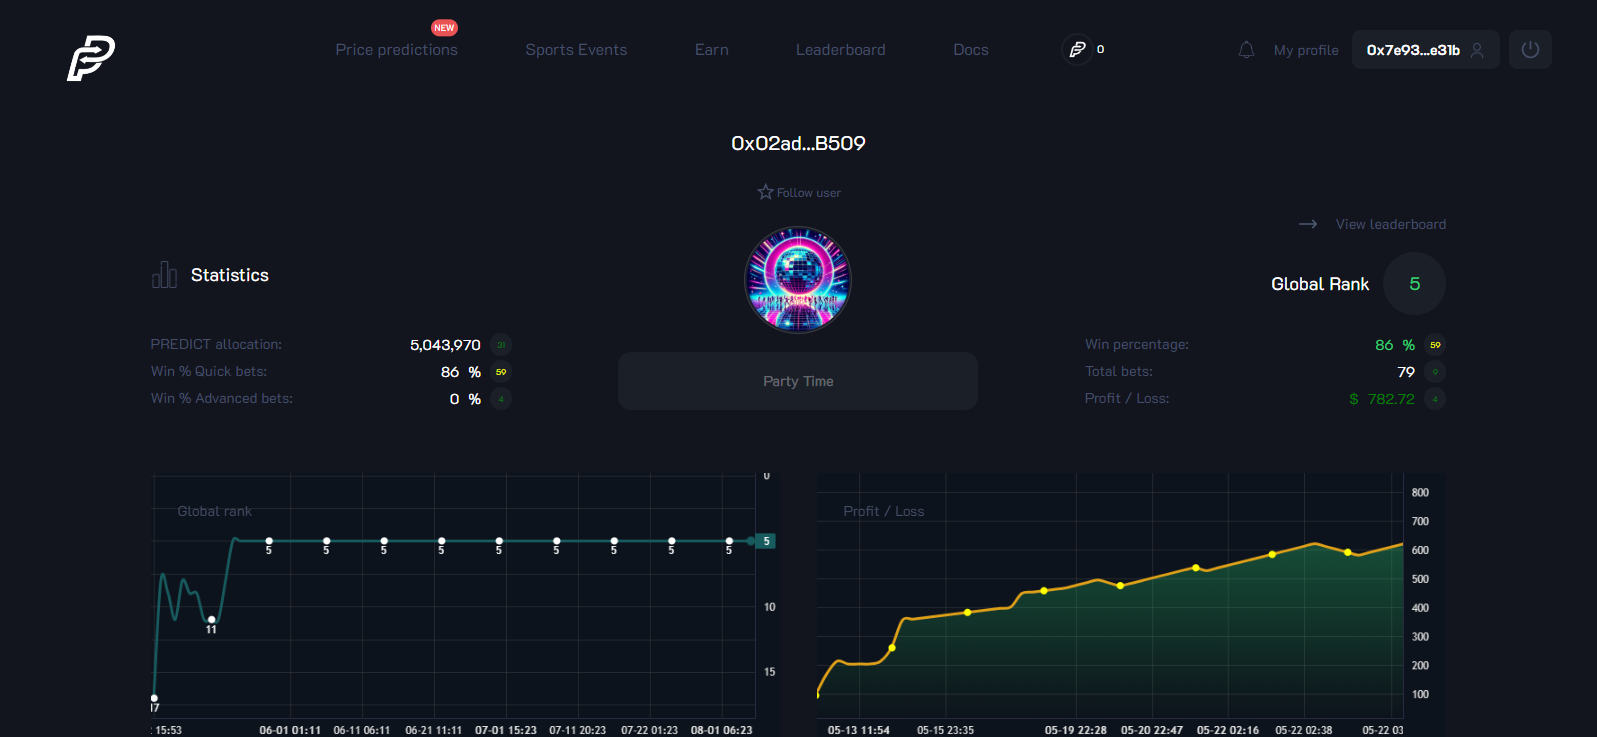 NEW
Price predictions Sports Events Earn Leaderboard Docs 0 My profile 0x7e93...e31b
0x02ad...B509
Follow user
View leaderboard
Statistics
Global Rank 5
PREDICT allocation: 5,043,970 31
Win % Quick bets: 86 % 59
Win % Advanced bets: 0 % 4
Party Time
Win percentage: 86 % 59
Total bets: 79 9
Profit / Loss: $ 782.72 4
Global rank
0
5 5 5 5 5 5 5 5 5 5
10
11
15
17
15:53 06-01 01:11 06-11 06:11 06-21 11:11 07-01 15:23 07-11 20:23 07-22 01:23 08-01 06:23
Profit / Loss
800
700
600
500
400
300
200
100
05-13 11:54 05-15 23:35 05-19 22:28 05-20 22:47 05-22 02:16 05-22 02:38 05-22 03